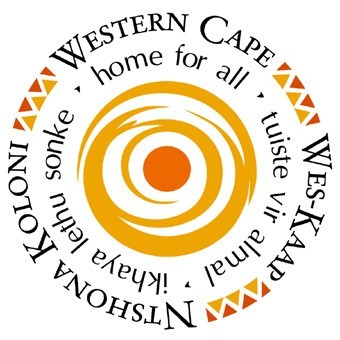 WESTERN CAPE
home for all
WES-KAAP
tuiste vir almal
NTSHONA KOLONI
ikhaya lethu sonke